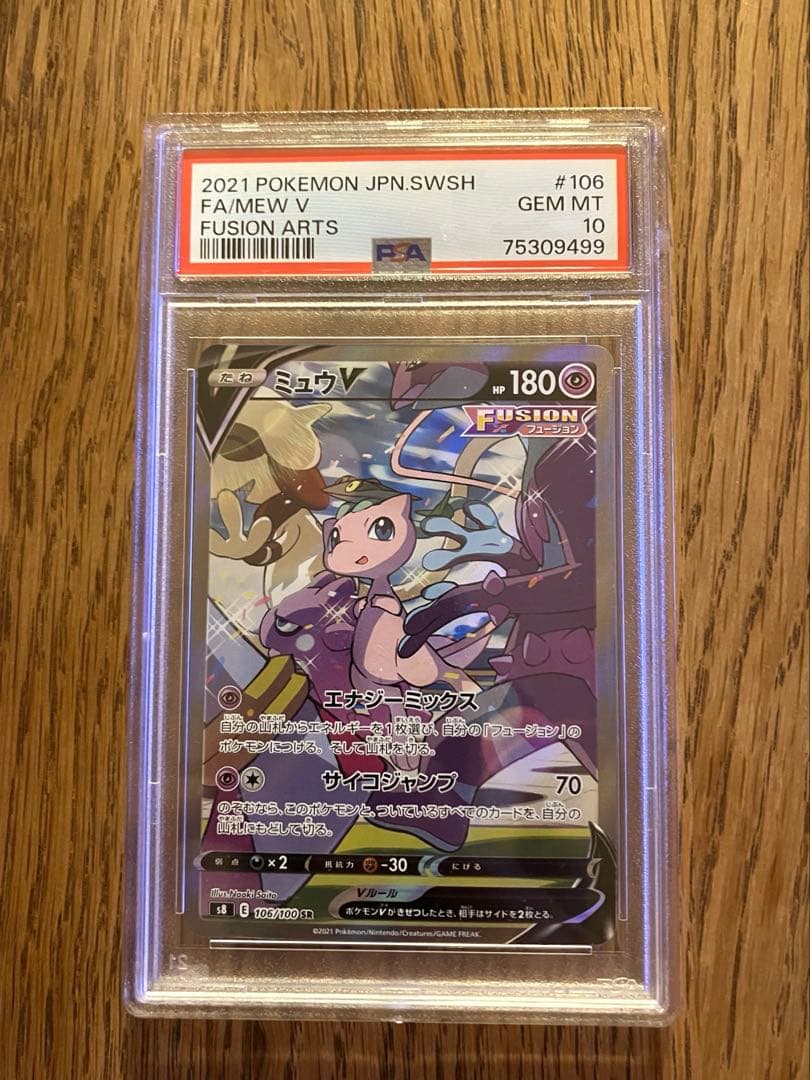 2021 POKEMON JPN.SWSH #106
FA/MEW V GEM MT
FUSION ARTS 10
PSA 75309499
たね ミュウV HP 180
FUSION
フュージョン
エナジーミックス
自分の山札からエネルギーを1枚選び、自分の「フュージョン」の
ポケモンにつける。そして山札を切る。
サイコジャンプ 70
のぞむなら、このポケモンと、ついているすべてのカードを、自分の
山札にもどして切る。
弱点 ×2 抵抗力 -30 にげる
Illus. Naoki Saito
Vルール
s8 E 106/100 SR ポケモンVがきぜつしたとき、相手はサイドを2枚とる。
©2021 Pokémon/Nintendo/Creatures/GAME FREAK.